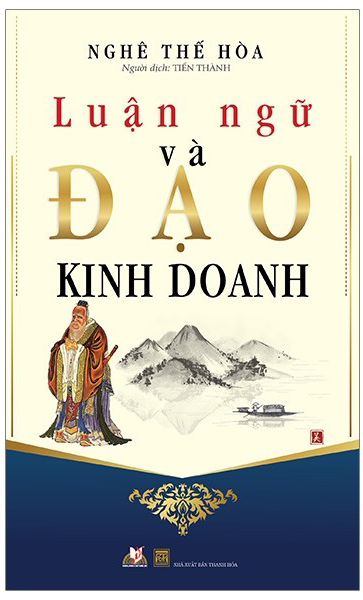 NGHÊ THẾ HÒA
Người dịch: TIẾN THÀNH
Luận ngữ
và
ĐẠO
KINH DOANH
NHÀ XUẤT BẢN THANH HÓA